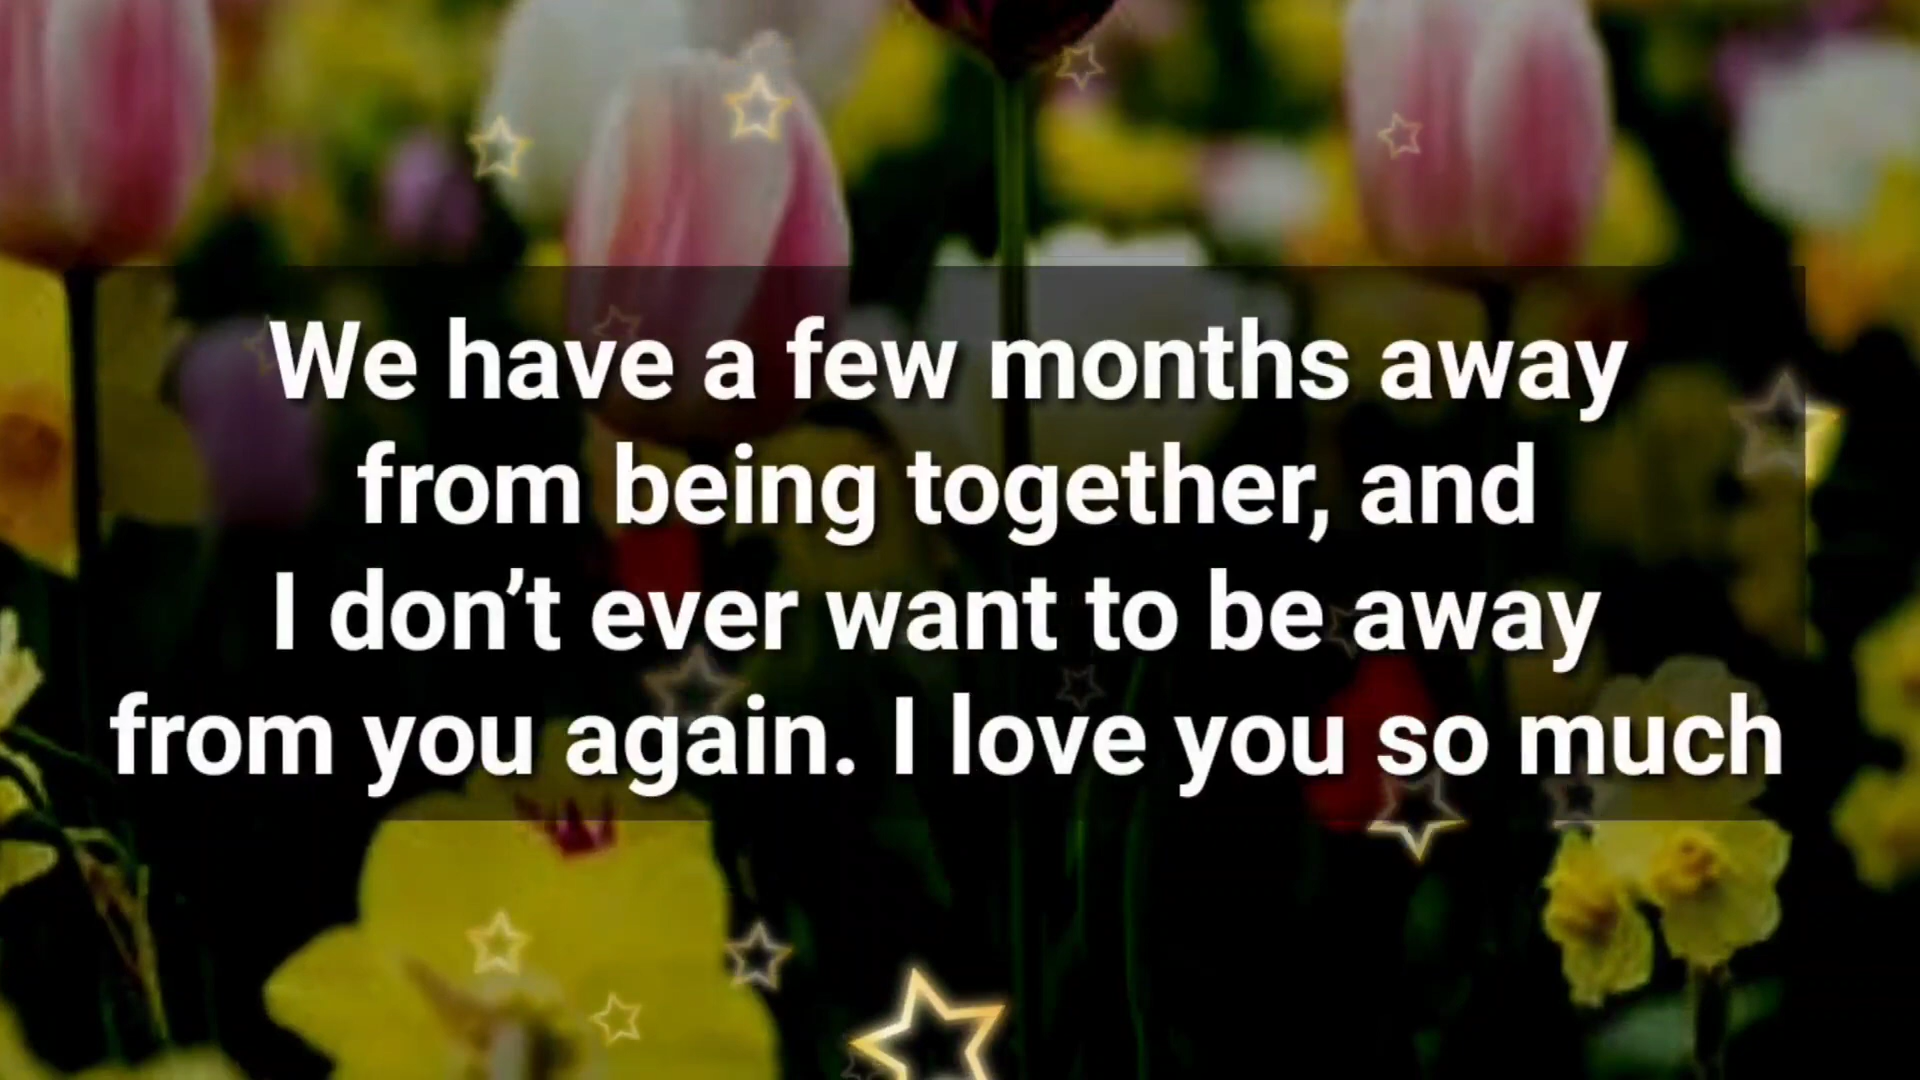 We have a few months away
from being together, and
I don’t ever want to be away
from you again. I love you so much